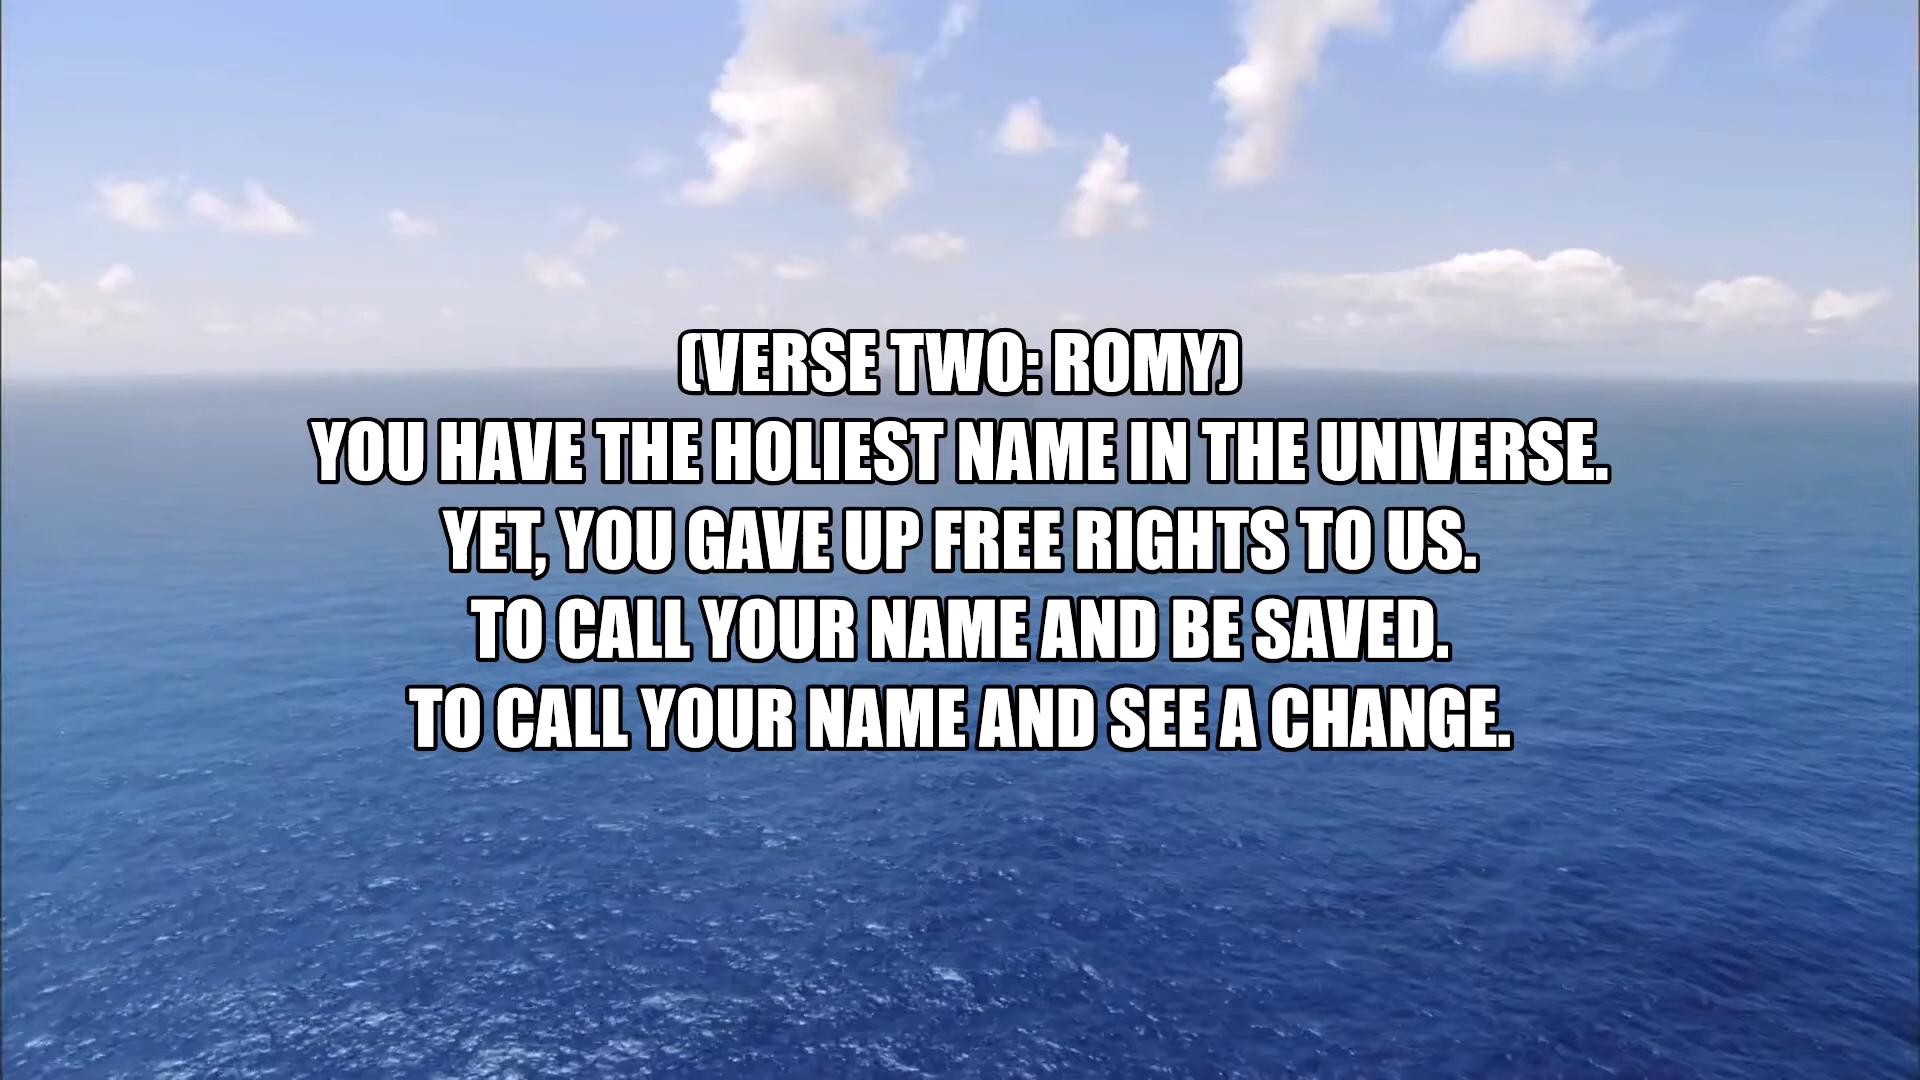 (VERSE TWO: ROMY)
YOU HAVE THE HOLIEST NAME IN THE UNIVERSE.
YET, YOU GAVE UP FREE RIGHTS TO US.
TO CALL YOUR NAME AND BE SAVED.
TO CALL YOUR NAME AND SEE A CHANGE.